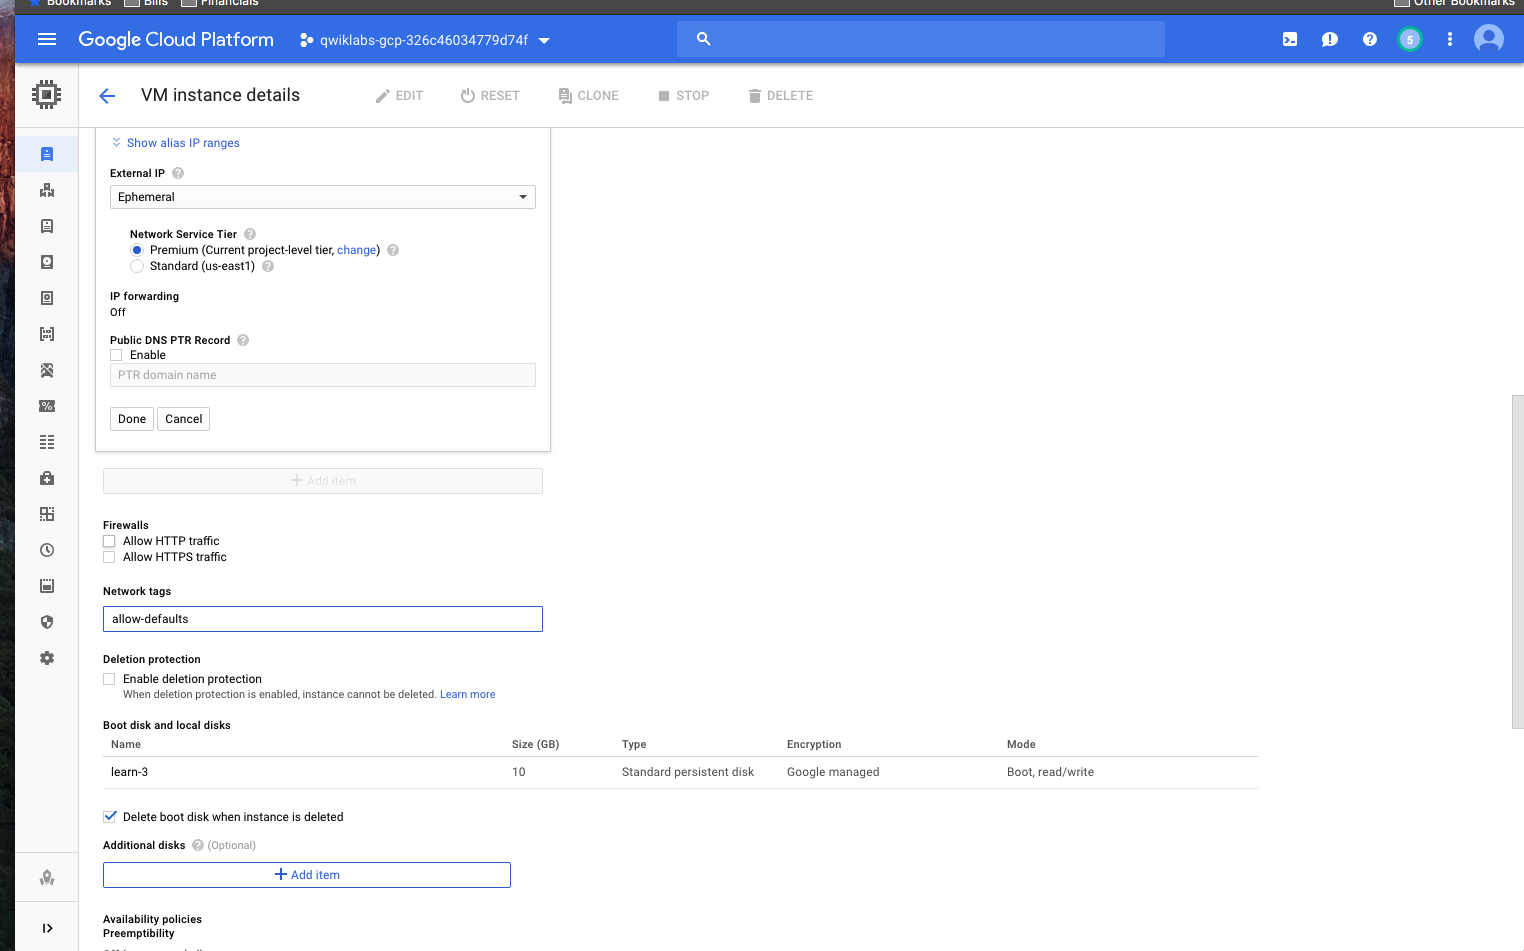 Bookmarks Bills Financials Other Bookmarks
Google Cloud Platform qwiklabs-gcp-326c46034779d74f 5
VM instance details EDIT RESET CLONE STOP DELETE
Show alias IP ranges
External IP ?
Ephemeral
Network Service Tier ?
Premium (Current project-level tier, change) ?
Standard (us-east1) ?
IP forwarding
Off
Public DNS PTR Record ?
Enable
PTR domain name
Done Cancel
+ Add item
Firewalls
Allow HTTP traffic
Allow HTTPS traffic
Network tags
allow-defaults
Deletion protection
Enable deletion protection
When deletion protection is enabled, instance cannot be deleted. Learn more
Boot disk and local disks
Name Size (GB) Type Encryption Mode
learn-3 10 Standard persistent disk Google managed Boot, read/write
Delete boot disk when instance is deleted
Additional disks ? (Optional)
+ Add item
Availability policies
Preemptibility